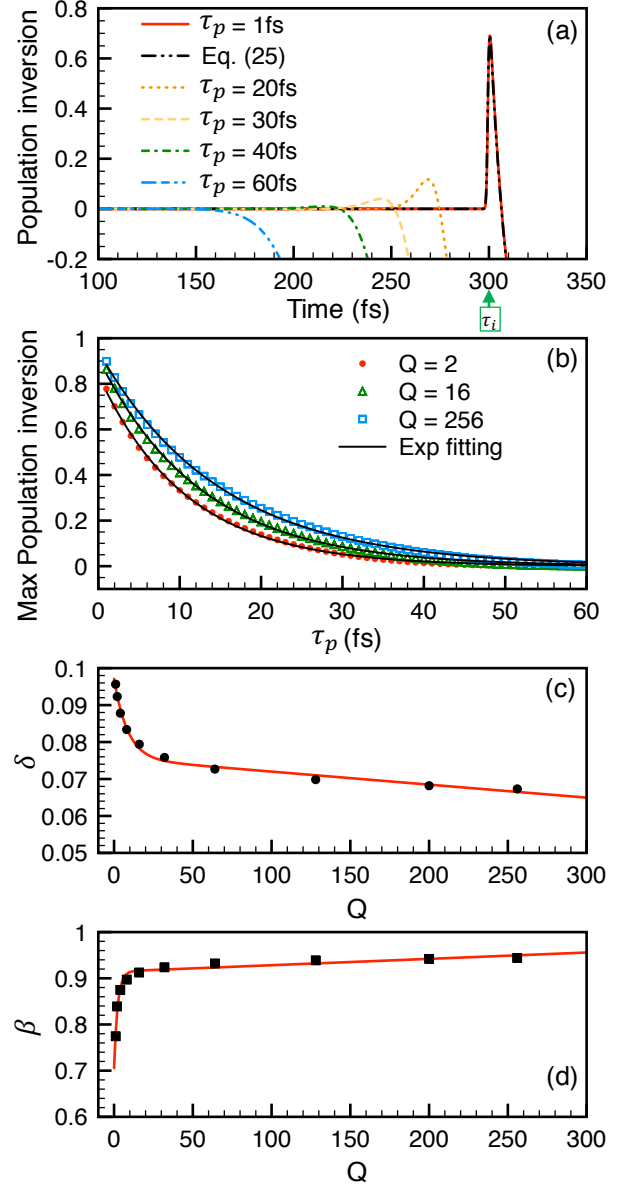 0.8
0.6
0.4
0.2
0
-0.2
Population inversion
τp = 1fs
Eq. (25)
τp = 20fs
τp = 30fs
τp = 40fs
τp = 60fs
(a)
100 150 200 250 300 350
Time (fs)
τi
1
0.8
0.6
0.4
0.2
0
Max Population inversion
(b)
Q = 2
Q = 16
Q = 256
Exp fitting
0 10 20 30 40 50 60
τp (fs)
0.1
0.09
0.08
0.07
0.06
0.05
δ
(c)
0 50 100 150 200 250 300
Q
1
0.9
0.8
0.7
0.6
β
(d)
0 50 100 150 200 250 300
Q